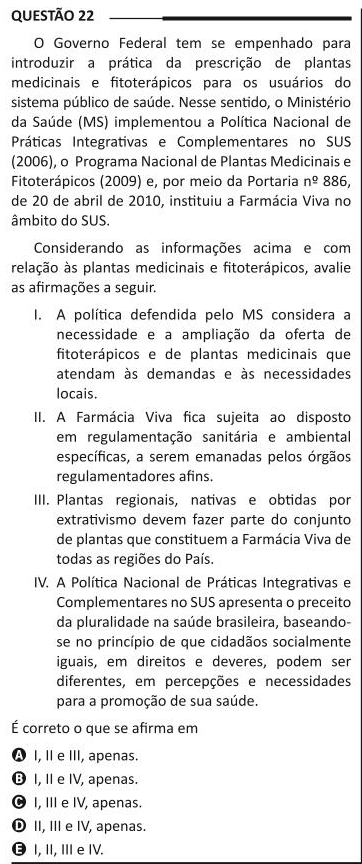 QUESTÃO 22
O Governo Federal tem se empenhado para
introduzir a prática da prescrição de plantas
medicinais e fitoterápicos para os usuários do
sistema público de saúde. Nesse sentido, o Ministério
da Saúde (MS) implementou a Política Nacional de
Práticas Integrativas e Complementares no SUS
(2006), o Programa Nacional de Plantas Medicinais e
Fitoterápicos (2009) e, por meio da Portaria nº 886,
de 20 de abril de 2010, instituiu a Farmácia Viva no
âmbito do SUS.
Considerando as informações acima e com
relação às plantas medicinais e fitoterápicos, avalie
as afirmações a seguir.
I. A política defendida pelo MS considera a
necessidade e a ampliação da oferta de
fitoterápicos e de plantas medicinais que
atendam às demandas e às necessidades
locais.
II. A Farmácia Viva fica sujeita ao disposto
em regulamentação sanitária e ambiental
específicas, a serem emanadas pelos órgãos
regulamentadores afins.
III. Plantas regionais, nativas e obtidas por
extrativismo devem fazer parte do conjunto
de plantas que constituem a Farmácia Viva de
todas as regiões do País.
IV. A Política Nacional de Práticas Integrativas e
Complementares no SUS apresenta o preceito
da pluralidade na saúde brasileira, baseando-
se no princípio de que cidadãos socialmente
iguais, em direitos e deveres, podem ser
diferentes, em percepções e necessidades
para a promoção de sua saúde.
É correto o que se afirma em
A I, II e III, apenas.
B I, II e IV, apenas.
C I, III e IV, apenas.
D II, III e IV, apenas.
E I, II, III e IV.